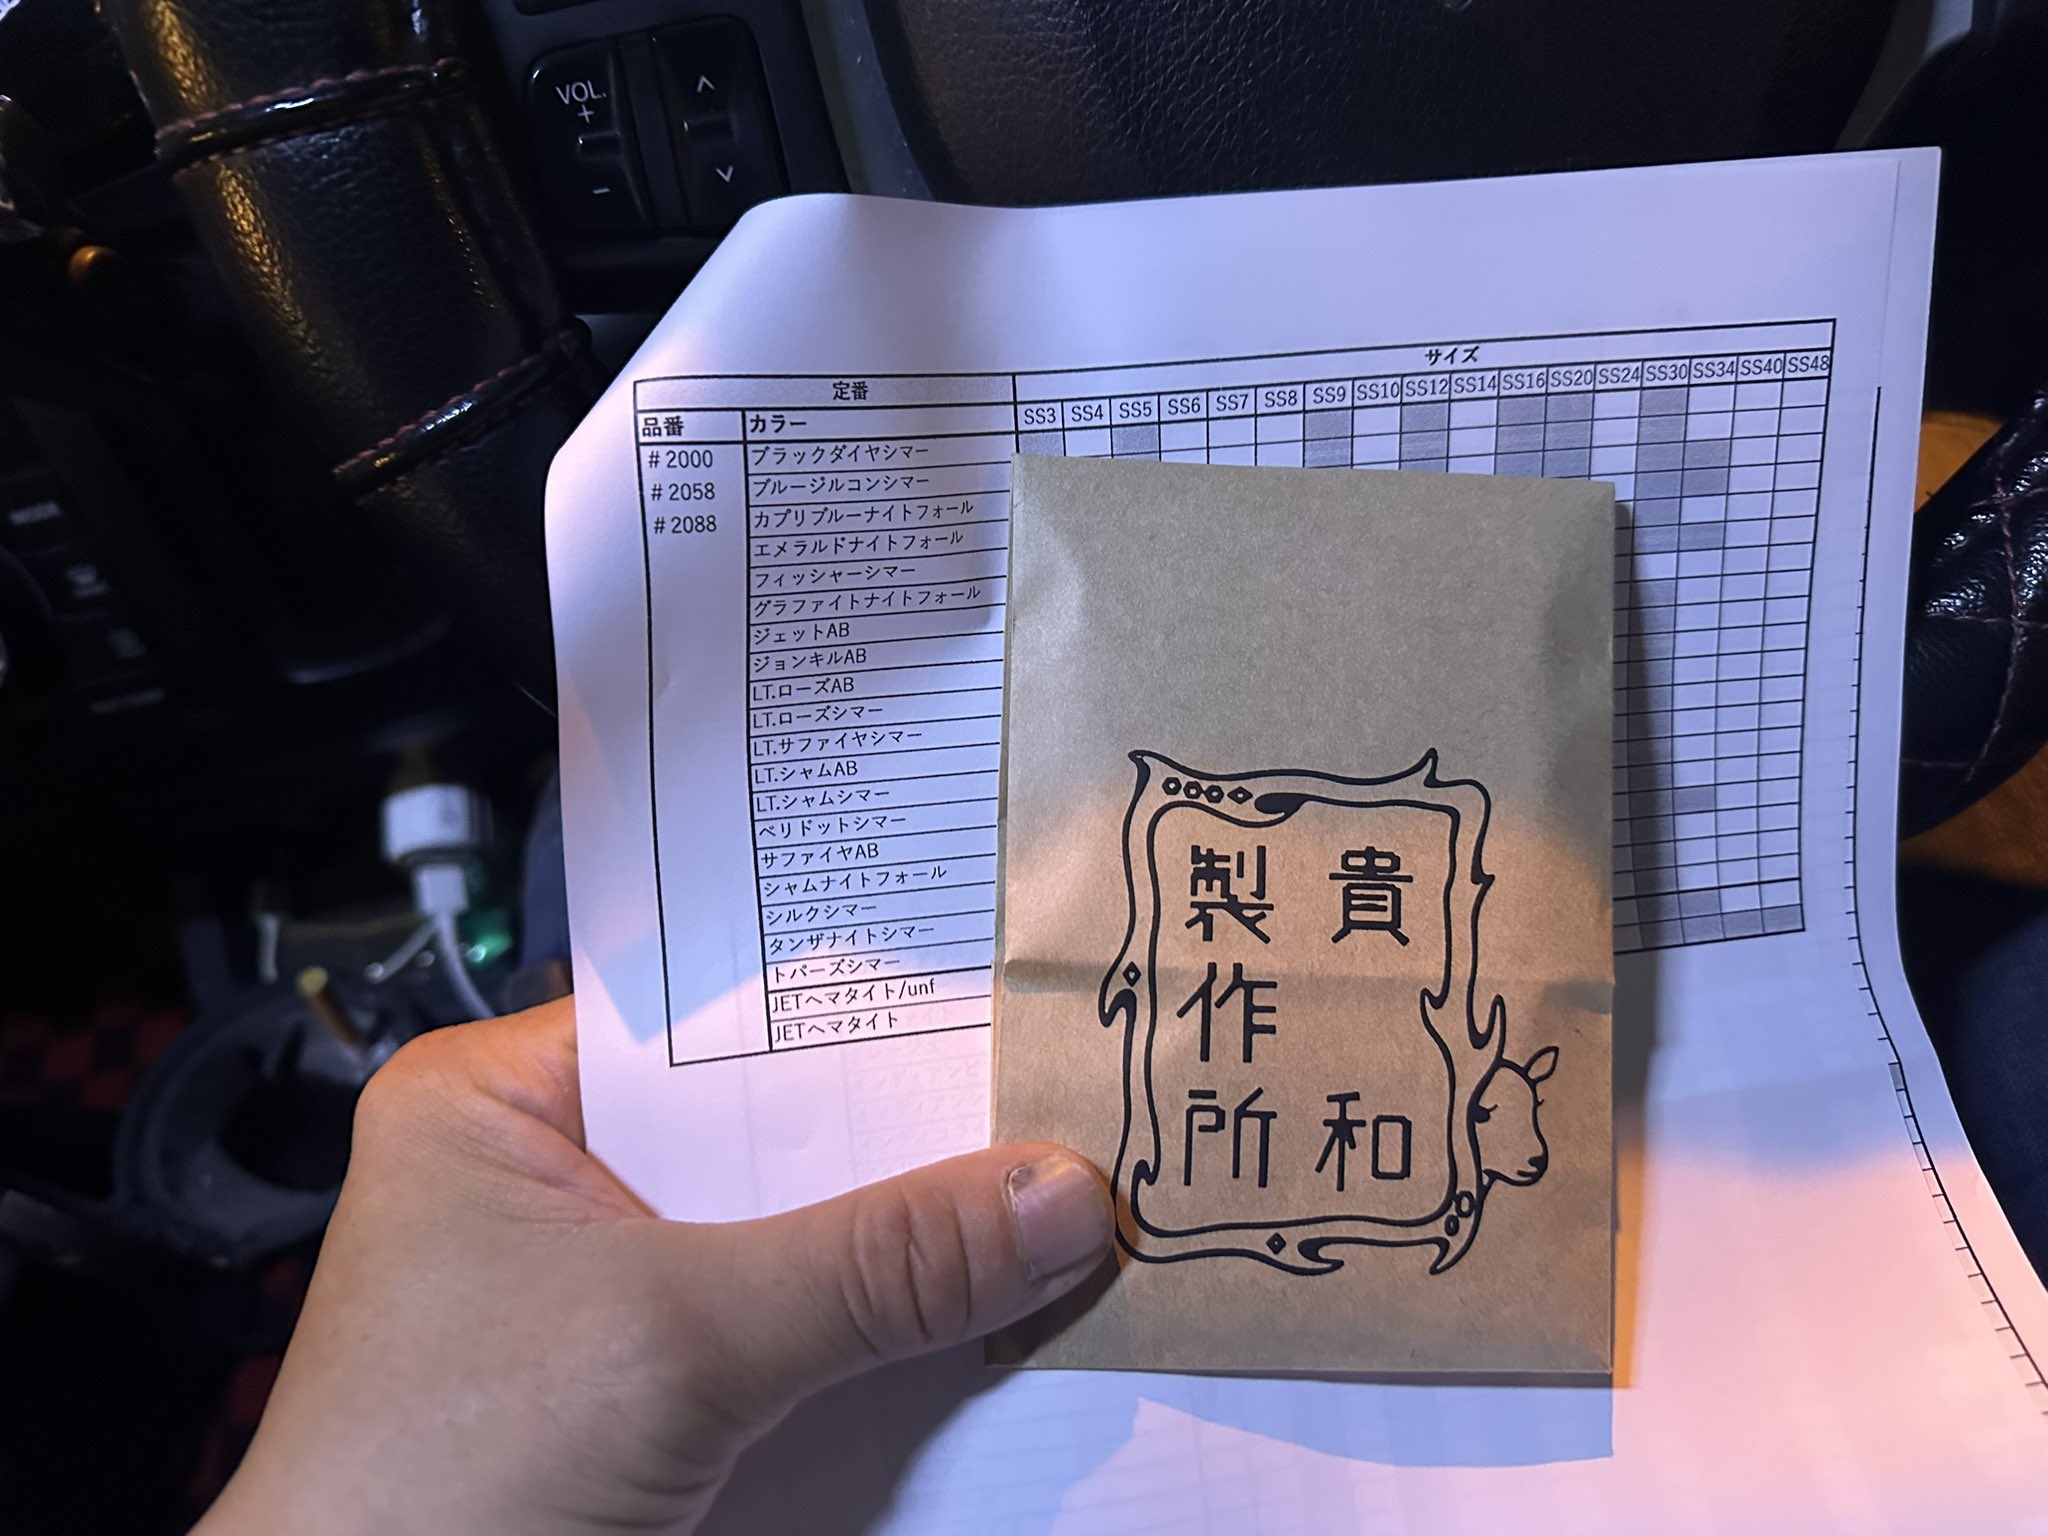 VOL.
+
-
定番
サイズ
品番
カラー
SS3 SS4 SS5 SS6 SS7 SS8 SS9 SS10 SS12 SS14 SS16 SS20 SS24 SS30 SS34 SS40 SS48
#2000 ブラックダイヤシマー
#2058 ブルージルコンシマー
#2088 カプリブルーナイトフォール
エメラルドナイトフォール
フィッシャーシマー
グラファイトナイトフォール
ジェットAB
ジョンキルAB
LT.ローズAB
LT.ローズシマー
LT.サファイヤシマー
LT.シャムAB
LT.シャムシマー
ペリドットシマー
サファイヤAB
シャムナイトフォール
シルクシマー
タンザナイトシマー
トパーズシマー
JETヘマタイト/unf
JETヘマタイト
貴和
製作所